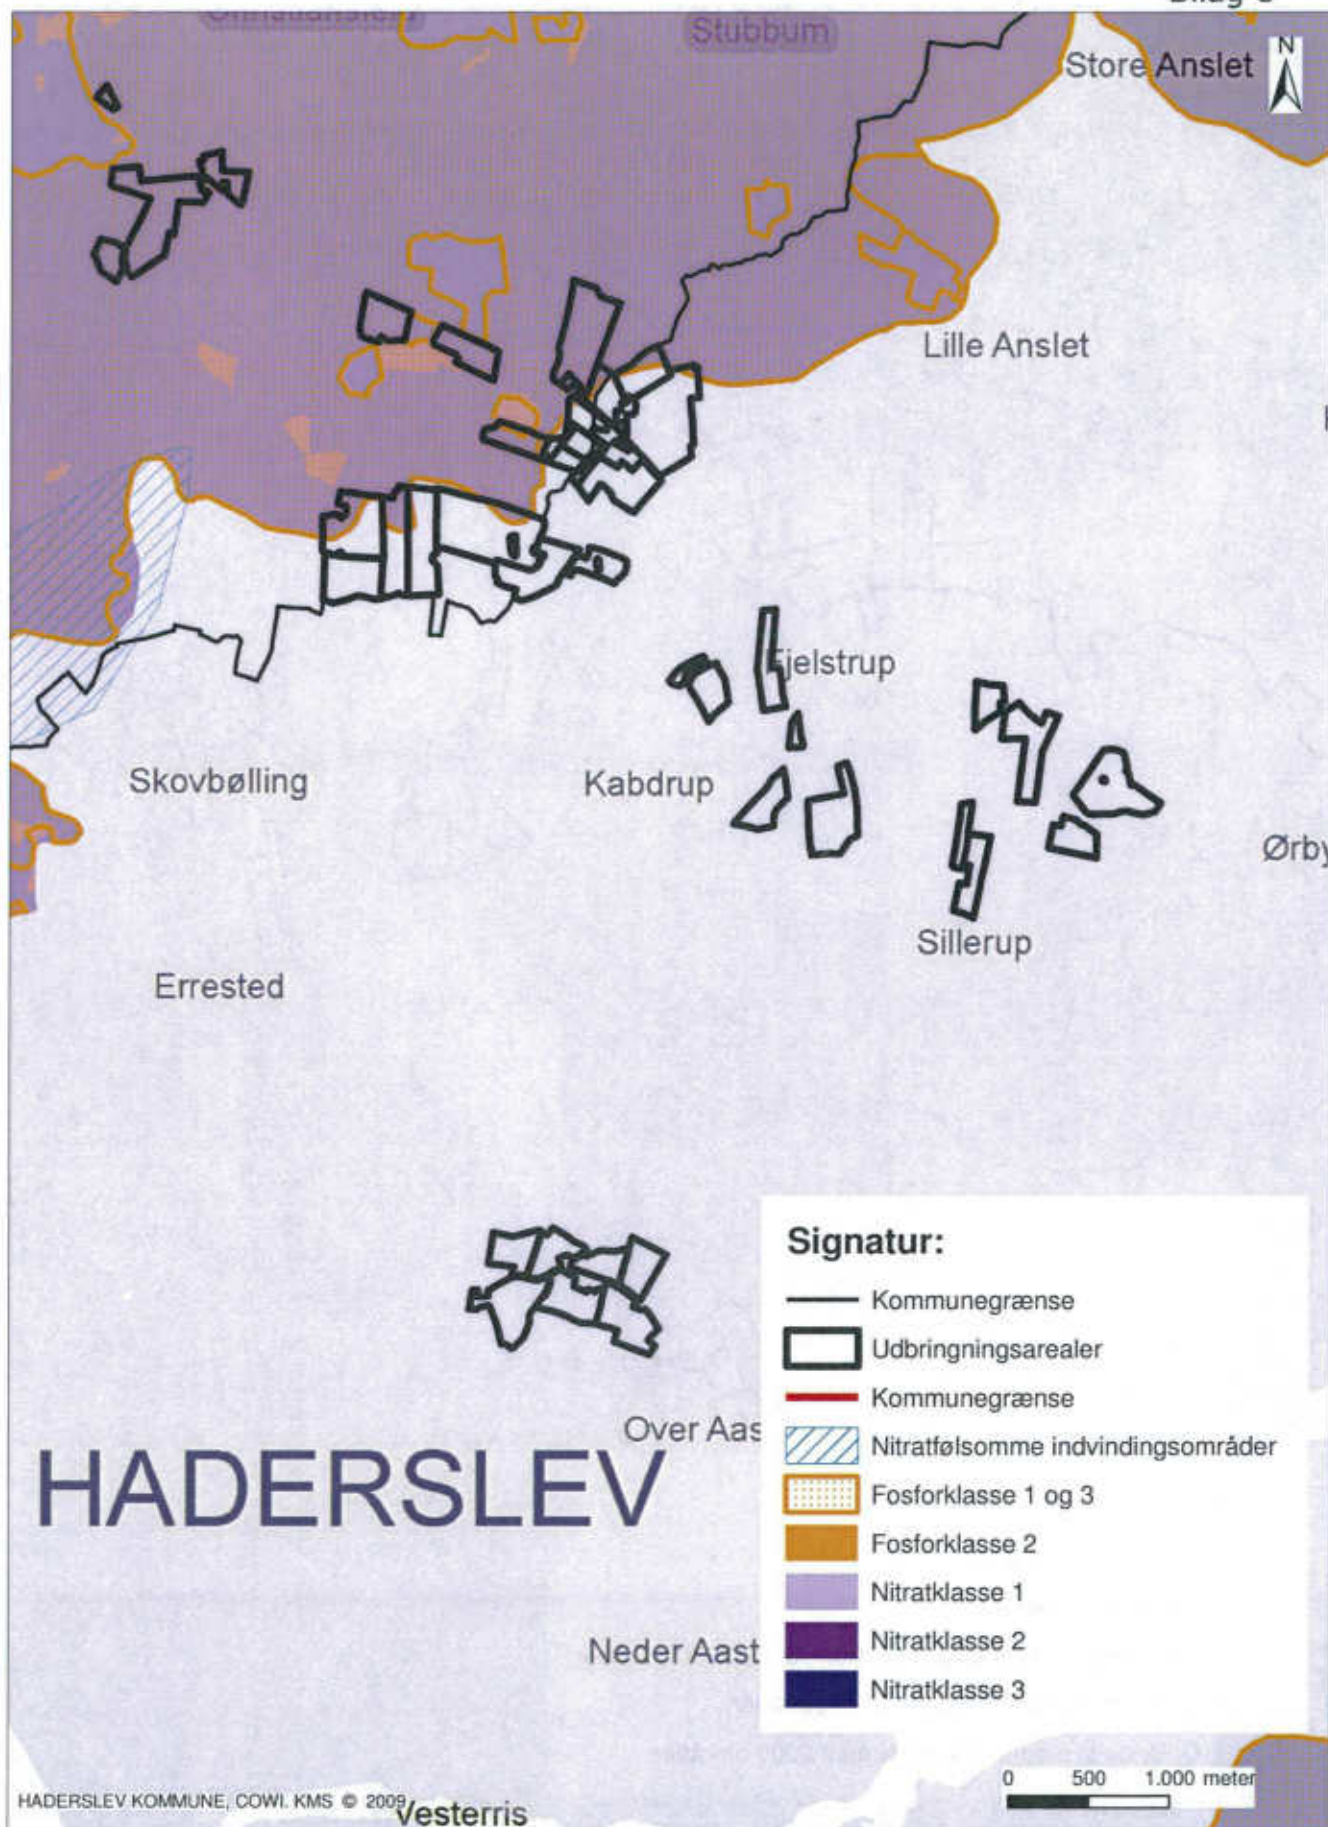 Stubbum
Store Anslet
N
Lille Anslet
Fjelstrup
Skovbølling
Kabdrup
Ørby
Sillerup
Errested
Signatur:
Kommunegrænse
Udbringningsarealer
Kommunegrænse
Nitratfølsomme indvindingsområder
Fosforklasse 1 og 3
Fosforklasse 2
Nitratklasse 1
Nitratklasse 2
Nitratklasse 3
Over Aas
HADERSLEV
Neder Aast
0 500 1.000 meter
HADERSLEV KOMMUNE, COWI. KMS © 2009
Vesterris